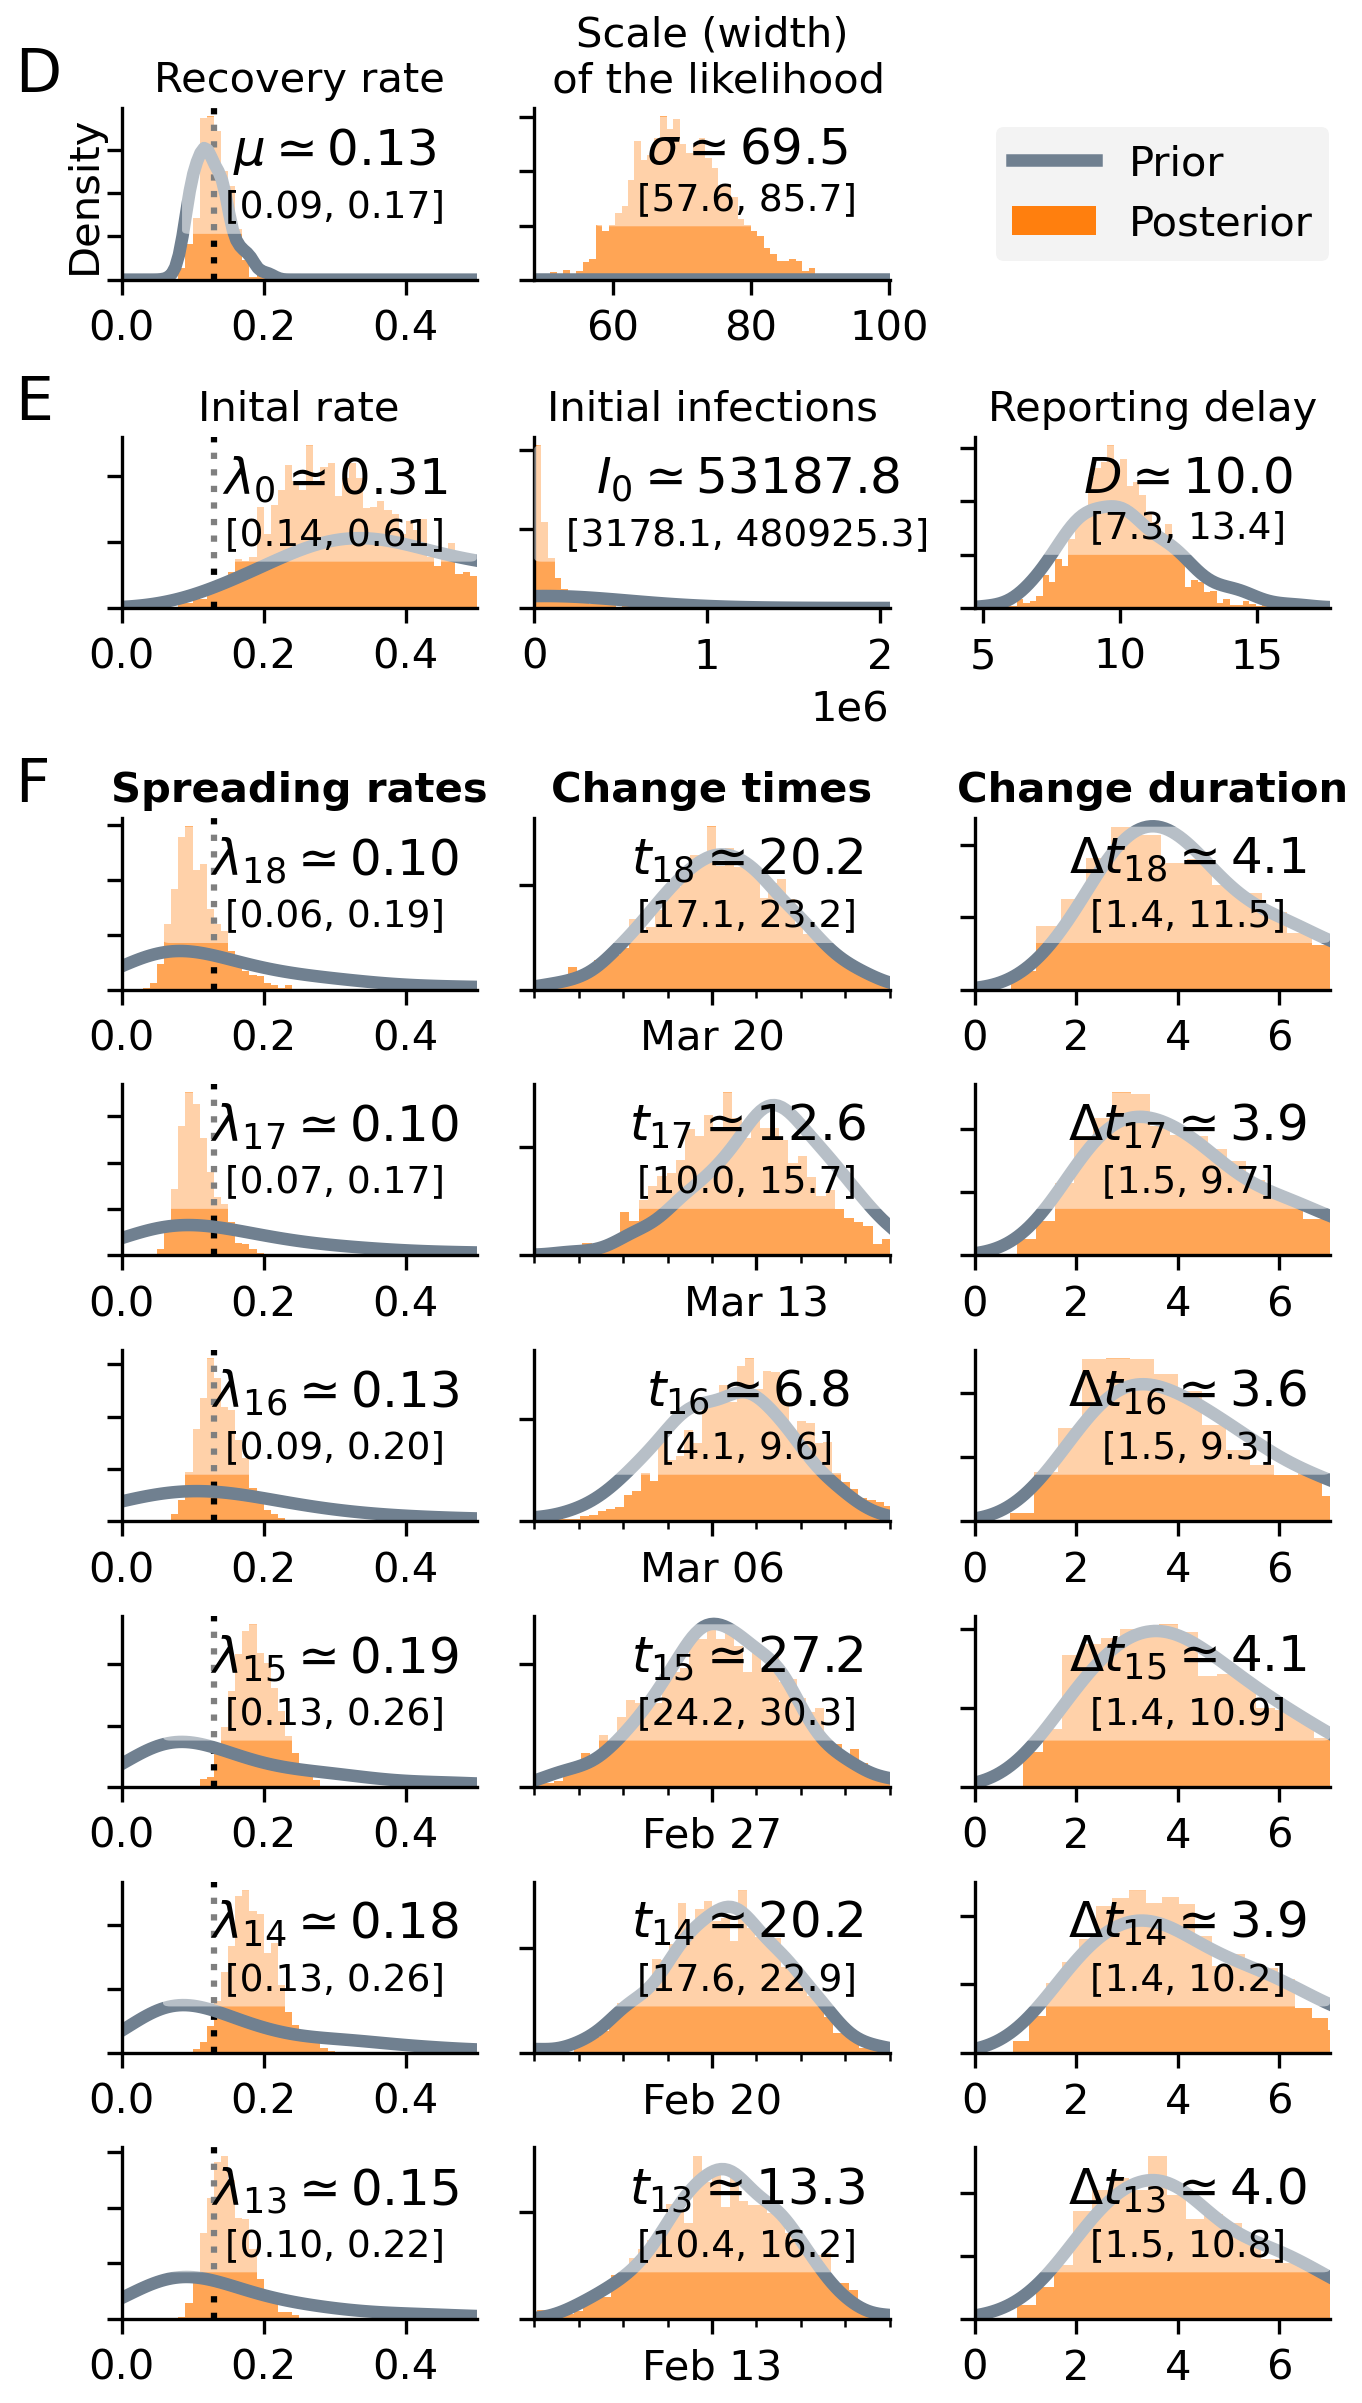 D
Recovery rate
Scale (width)
of the likelihood
Density
μ ≃ 0.13
[0.09, 0.17]
σ ≃ 69.5
[57.6, 85.7]
Prior
Posterior
0.0 0.2 0.4
60 80 100
E
Inital rate
Initial infections
Reporting delay
λ₀ ≃ 0.31
[0.14, 0.61]
I₀ ≃ 53187.8
[3178.1, 480925.3]
D ≃ 10.0
[7.3, 13.4]
0.0 0.2 0.4
0 1 2
1e6
5 10 15
F
Spreading rates
Change times
Change duration
λ₁₈ ≃ 0.10
[0.06, 0.19]
t₁₈ ≃ 20.2
[17.1, 23.2]
Δt₁₈ ≃ 4.1
[1.4, 11.5]
0.0 0.2 0.4
Mar 20
0 2 4 6
λ₁₇ ≃ 0.10
[0.07, 0.17]
t₁₇ ≃ 12.6
[10.0, 15.7]
Δt₁₇ ≃ 3.9
[1.5, 9.7]
0.0 0.2 0.4
Mar 13
0 2 4 6
λ₁₆ ≃ 0.13
[0.09, 0.20]
t₁₆ ≃ 6.8
[4.1, 9.6]
Δt₁₆ ≃ 3.6
[1.5, 9.3]
0.0 0.2 0.4
Mar 06
0 2 4 6
λ₁₅ ≃ 0.19
[0.13, 0.26]
t₁₅ ≃ 27.2
[24.2, 30.3]
Δt₁₅ ≃ 4.1
[1.4, 10.9]
0.0 0.2 0.4
Feb 27
0 2 4 6
λ₁₄ ≃ 0.18
[0.13, 0.26]
t₁₄ ≃ 20.2
[17.6, 22.9]
Δt₁₄ ≃ 3.9
[1.4, 10.2]
0.0 0.2 0.4
Feb 20
0 2 4 6
λ₁₃ ≃ 0.15
[0.10, 0.22]
t₁₃ ≃ 13.3
[10.4, 16.2]
Δt₁₃ ≃ 4.0
[1.5, 10.8]
0.0 0.2 0.4
Feb 13
0 2 4 6